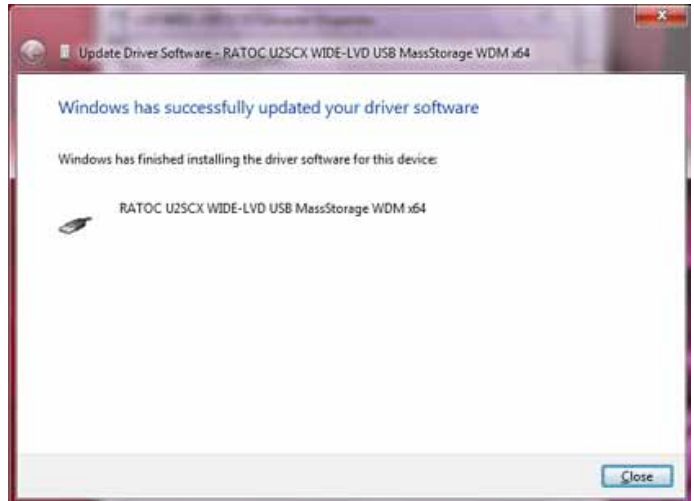 Update Driver Software - RATOC U2SCX WIDE-LVD USB MassStorage WDM x64
Windows has successfully updated your driver software
Windows has finished installing the driver software for this device:
RATOC U2SCX WIDE-LVD USB MassStorage WDM x64
Close